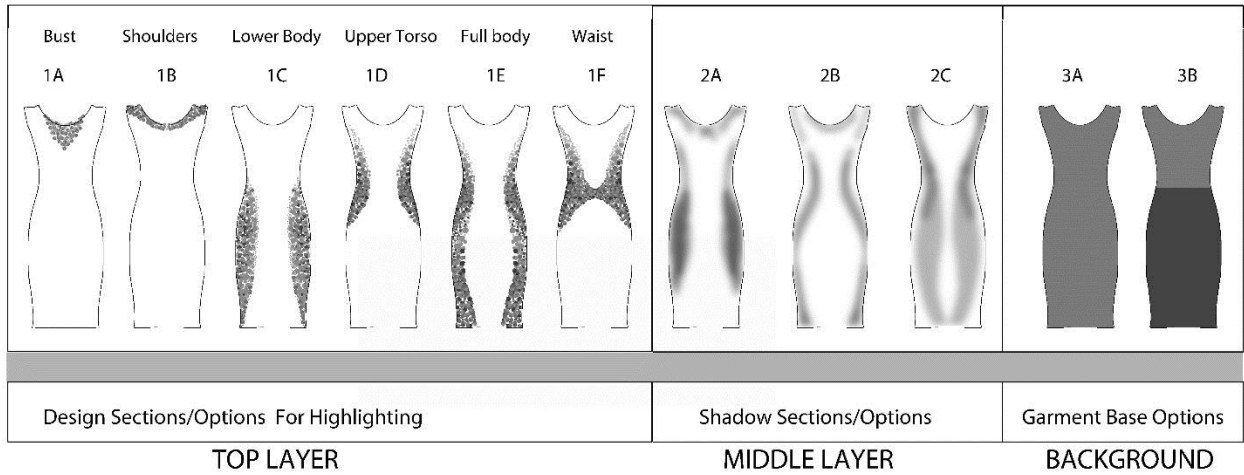 Bust Shoulders Lower Body Upper Torso Full body Waist
1A 1B 1C 1D 1E 1F 2A 2B 2C 3A 3B
Design Sections/Options For Highlighting Shadow Sections/Options Garment Base Options
TOP LAYER MIDDLE LAYER BACKGROUND